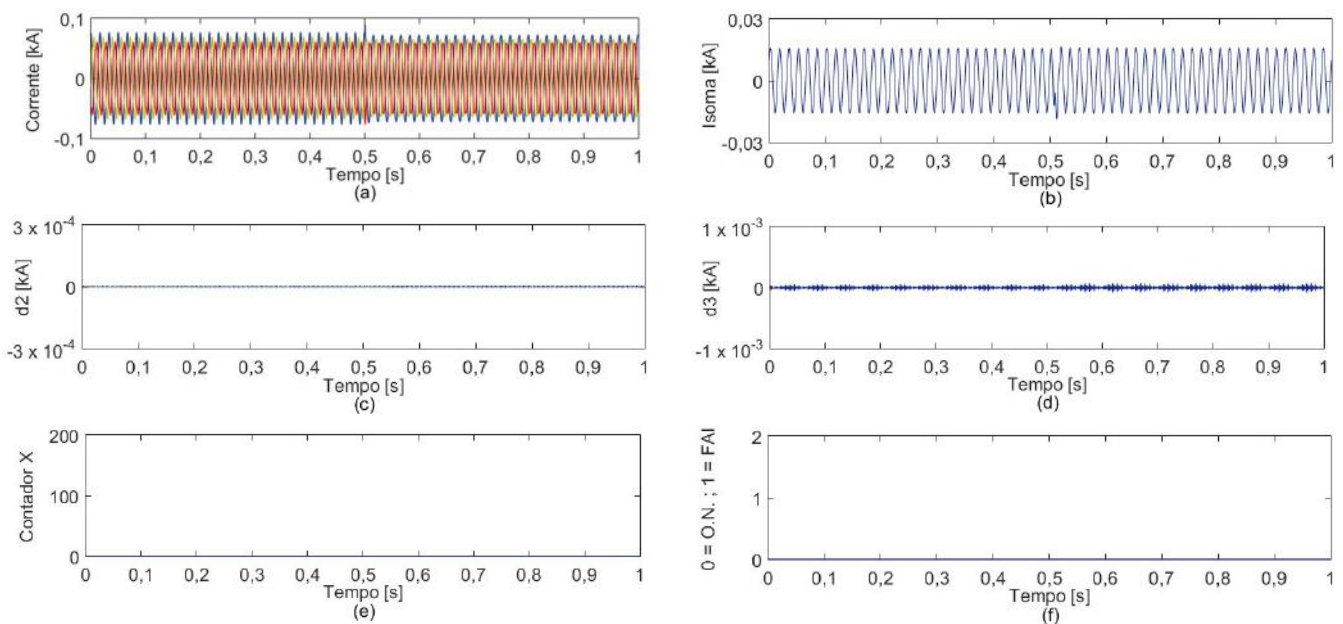 Corrente [kA]
0,1
0
-0,1
0 0,1 0,2 0,3 0,4 0,5 0,6 0,7 0,8 0,9 1
Tempo [s]
(a)
Isoma [kA]
0,03
0
-0,03
0 0,1 0,2 0,3 0,4 0,5 0,6 0,7 0,8 0,9 1
Tempo [s]
(b)
d2 [kA]
3 x 10-4
0
-3 x 10-4
0 0,1 0,2 0,3 0,4 0,5 0,6 0,7 0,8 0,9 1
Tempo [s]
(c)
d3 [kA]
1 x 10-3
0
-1 x 10-3
0 0,1 0,2 0,3 0,4 0,5 0,6 0,7 0,8 0,9 1
Tempo [s]
(d)
Contador X
200
100
0
0 0,1 0,2 0,3 0,4 0,5 0,6 0,7 0,8 0,9 1
Tempo [s]
(e)
0 = O.N. ; 1 = FAI
2
1
0
0 0,1 0,2 0,3 0,4 0,5 0,6 0,7 0,8 0,9 1
Tempo [s]
(f)